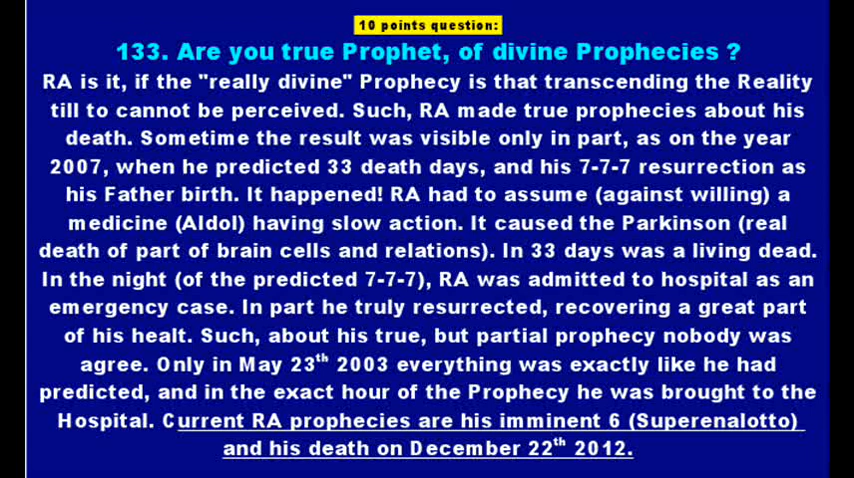 10 points question:
133. Are you true Prophet, of divine Prophecies ?
RA is it, if the "really divine" Prophecy is that transcending the Reality
till to cannot be perceived. Such, RA made true prophecies about his
death. Sometime the result was visible only in part, as on the year
2007, when he predicted 33 death days, and his 7-7-7 resurrection as
his Father birth. It happened! RA had to assume (against willing) a
medicine (Aldol) having slow action. It caused the Parkinson (real
death of part of brain cells and relations). In 33 days was a living dead.
In the night (of the predicted 7-7-7), RA was admitted to hospital as an
emergency case. In part he truly resurrected, recovering a great part
of his healt. Such, about his true, but partial prophecy nobody was
agree. Only in May 23th 2003 everything was exactly like he had
predicted, and in the exact hour of the Prophecy he was brought to the
Hospital. Current RA prophecies are his imminent 6 (Superenalotto)
and his death on December 22th 2012.